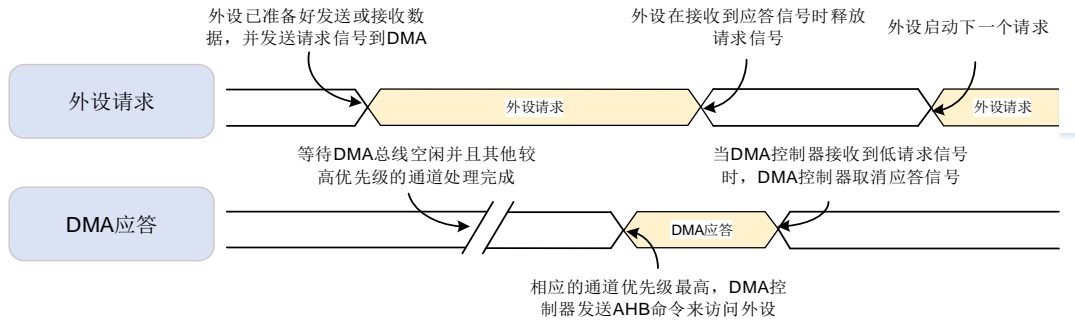 外设已准备好发送或接收数
据，并发送请求信号到DMA
外设在接收到应答信号时释放
请求信号
外设启动下一个请求
外设请求
外设请求
外设请求
等待DMA总线空闲并且其他较
高优先级的通道处理完成
当DMA控制器接收到低请求信号
时，DMA控制器取消应答信号
DMA应答
DMA应答
相应的通道优先级最高，DMA控
制器发送AHB命令来访问外设